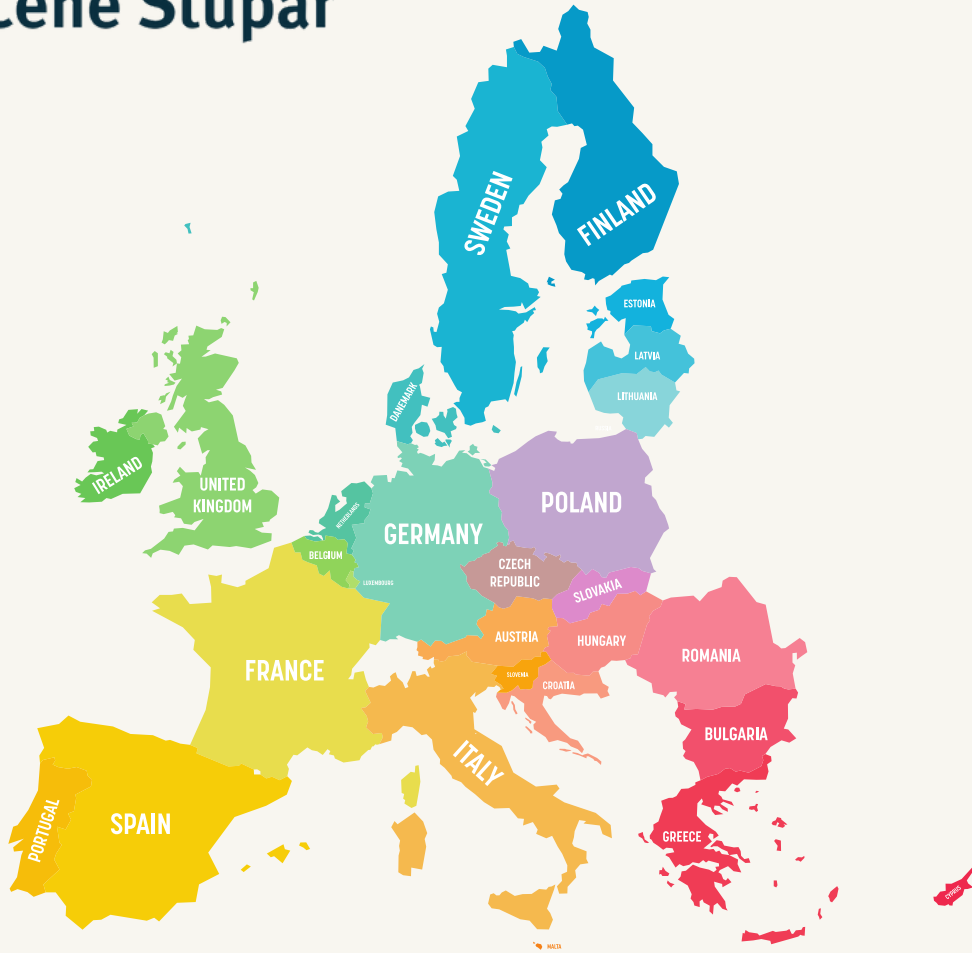 cene Stupar
FINLAND
SWEDEN
ESTONIA
LATVIA
LITHUANIA
DANEMARK
IRELAND
UNITED
KINGDOM
NETHERLANDS
BELGIUM
LUXEMBOURG
GERMANY
POLAND
CZECH
REPUBLIC
SLOVAKIA
AUSTRIA
HUNGARY
SLOVENIA
CROATIA
ROMANIA
BULGARIA
FRANCE
ITALY
PORTUGAL
SPAIN
GREECE
CYPRUS
MALTA